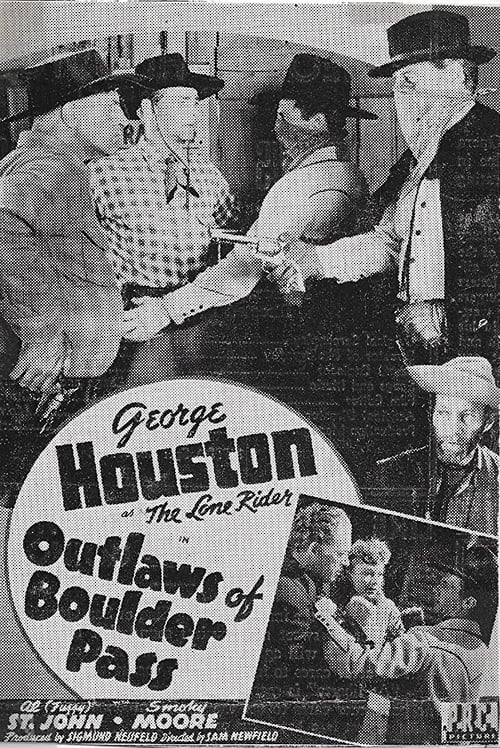 George
Houston
as The Lone Rider
IN
Outlaws of
Boulder
Pass
Al (Fuzzy) Smoky
ST. JOHN • MOORE
Produced by SIGMUND NEUFELD Directed by SAM NEWFIELD
PRC
PICTURE